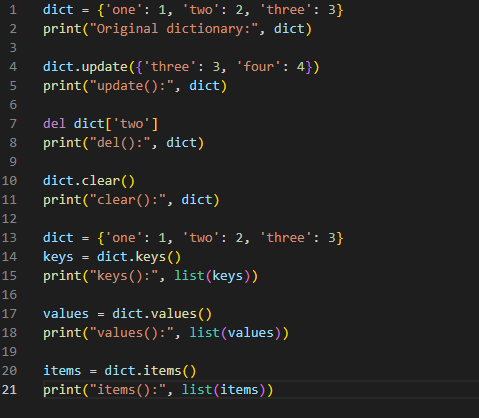 1 dict = {'one': 1, 'two': 2, 'three': 3}
2 print("Original dictionary:", dict)
3
4 dict.update({'three': 3, 'four': 4})
5 print("update():", dict)
6
7 del dict['two']
8 print("del():", dict)
9
10 dict.clear()
11 print("clear():", dict)
12
13 dict = {'one': 1, 'two': 2, 'three': 3}
14 keys = dict.keys()
15 print("keys():", list(keys))
16
17 values = dict.values()
18 print("values():", list(values))
19
20 items = dict.items()
21 print("items():", list(items))